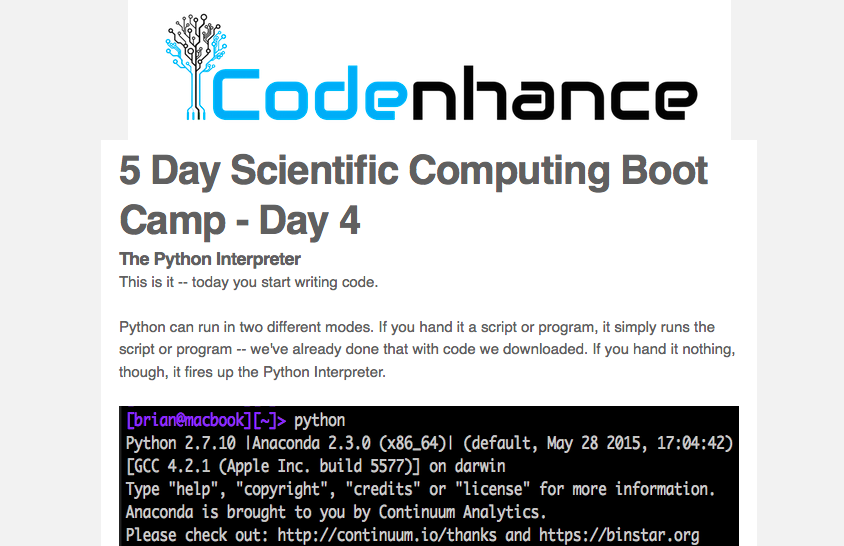 Codenhance
5 Day Scientific Computing Boot
Camp - Day 4
The Python Interpreter
This is it -- today you start writing code.
Python can run in two different modes. If you hand it a script or program, it simply runs the
script or program -- we've already done that with code we downloaded. If you hand it nothing,
though, it fires up the Python Interpreter.
[brian@macbook][~]> python
Python 2.7.10 |Anaconda 2.3.0 (x86_64)| (default, May 28 2015, 17:04:42)
[GCC 4.2.1 (Apple Inc. build 5577)] on darwin
Type "help", "copyright", "credits" or "license" for more information.
Anaconda is brought to you by Continuum Analytics.
Please check out: http://continuum.io/thanks and https://binstar.org